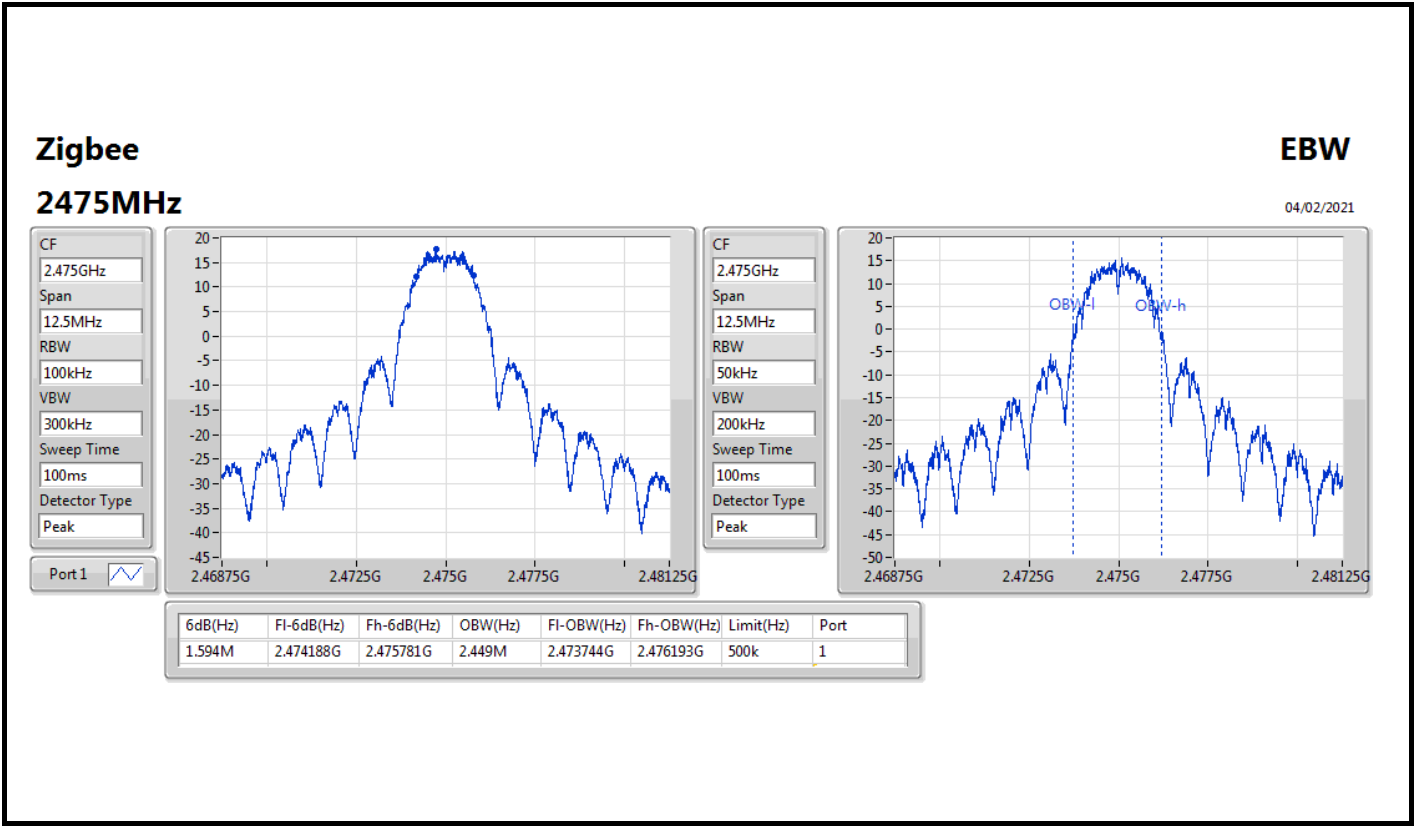 Zigbee
EBW
2475MHz
04/02/2021
CF
2.475GHz
Span
12.5MHz
RBW
100kHz
VBW
300kHz
Sweep Time
100ms
Detector Type
Peak
Port 1
20
15
10
5
0
-5
-10
-15
-20
-25
-30
-35
-40
-45
2.46875G 2.4725G 2.475G 2.4775G 2.48125G
CF
2.475GHz
Span
12.5MHz
RBW
50kHz
VBW
200kHz
Sweep Time
100ms
Detector Type
Peak
20
15
10
5
0
-5
-10
-15
-20
-25
-30
-35
-40
-45
-50
OBW-l OBW-h
2.46875G 2.4725G 2.475G 2.4775G 2.48125G
6dB(Hz) Fl-6dB(Hz) Fh-6dB(Hz) OBW(Hz) Fl-OBW(Hz) Fh-OBW(Hz) Limit(Hz) Port
1.594M 2.474188G 2.475781G 2.449M 2.473744G 2.476193G 500k 1